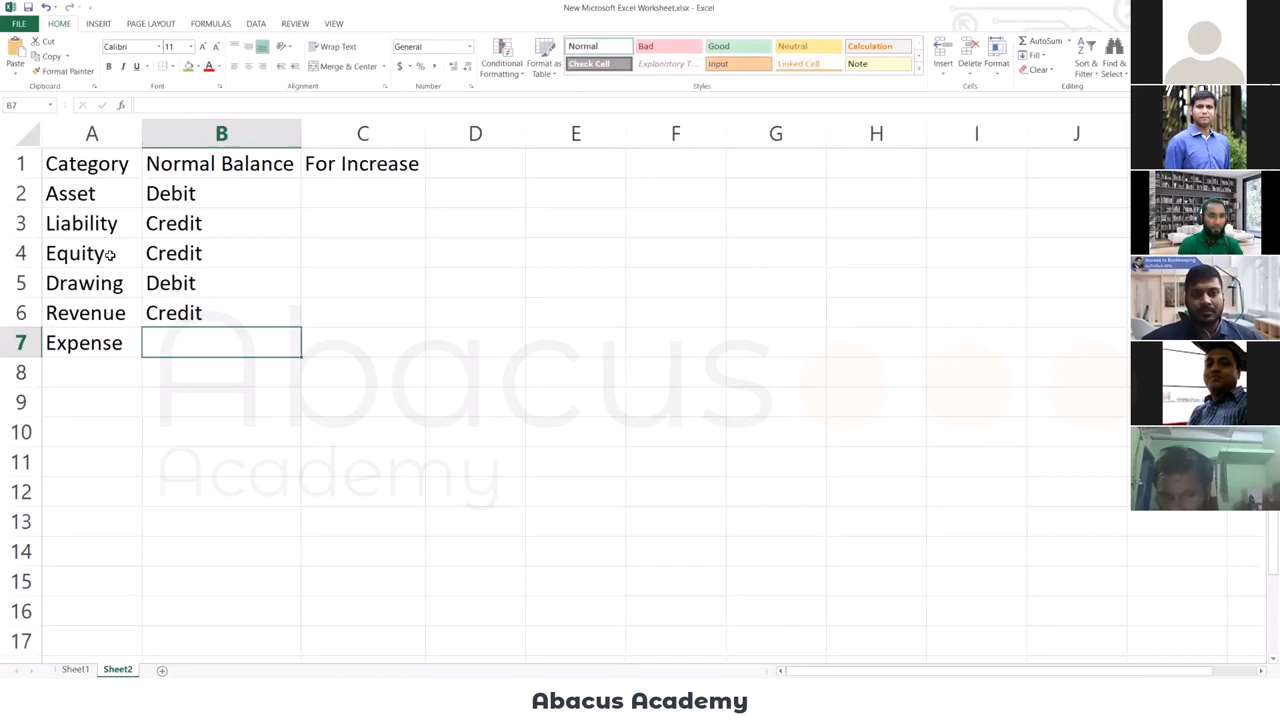 New Microsoft Excel Worksheet.xlsx - Excel
FILE HOME INSERT PAGE LAYOUT FORMULAS DATA REVIEW VIEW
Paste
Cut
Copy
Format Painter
Clipboard
Calibri 11
B I U
Font
Wrap Text
Merge & Center
Alignment
General
$ % ,
Number
Conditional Formatting
Format as Table
Normal Bad Good Neutral Calculation
Check Cell Explanatory T... Input Linked Cell Note
Styles
Insert Delete Format
Cells
AutoSum
Fill
Clear
Sort & Filter
Find & Select
Editing
B7 fx
A B C D E F G H I J
1 Category Normal Balance For Increase
2 Asset Debit
3 Liability Credit
4 Equity Credit
5 Drawing Debit
6 Revenue Credit
7 Expense
8
9
10
11
12
13
14
15
16
17
Abacus
Academy
Access to Bookkeeping
Sheet1 Sheet2
Abacus Academy